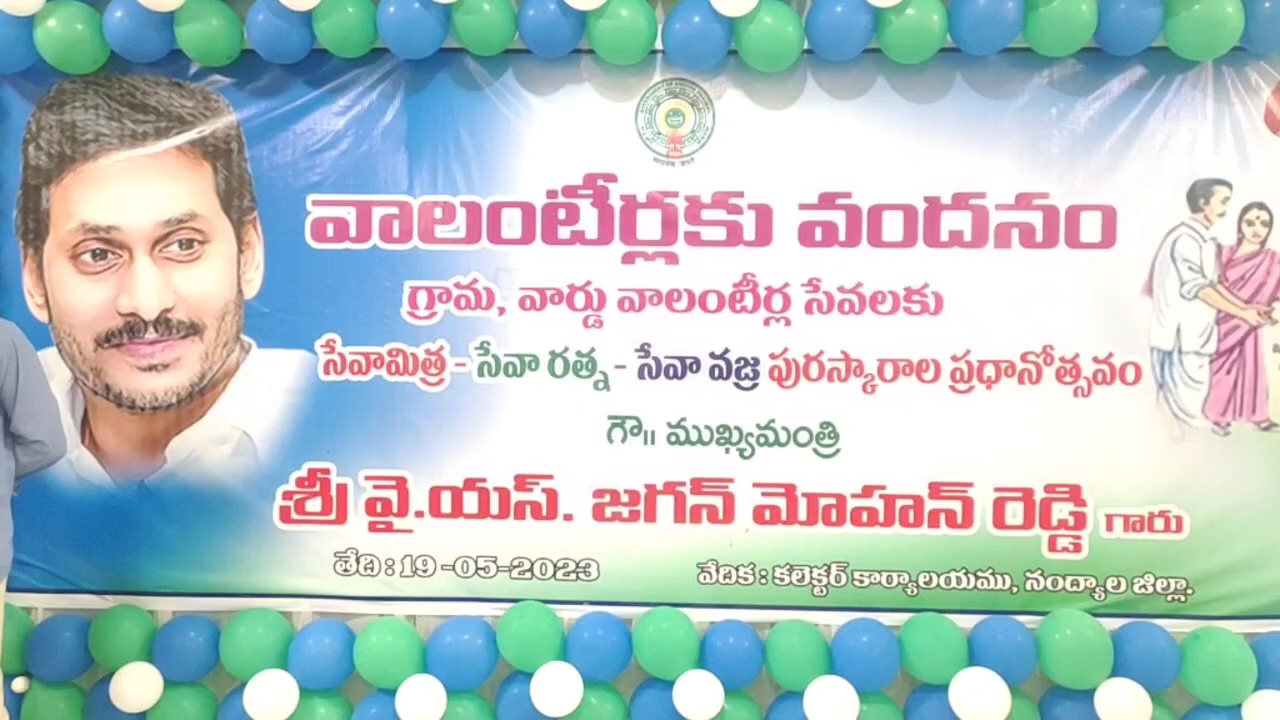 వాలంటీర్లకు వందనం
గ్రామ, వార్డు వాలంటీర్ల సేవలకు
సేవామిత్ర - సేవా రత్న - సేవా వజ్ర పురస్కారాల ప్రధానోత్సవం
గౌ|| ముఖ్యమంత్రి
శ్రీ వై.యస్. జగన్ మోహన్ రెడ్డి గారు
తేది : 19 -05-2023
వేదిక : కలెక్టర్ కార్యాలయము, నంద్యాల జిల్లా.